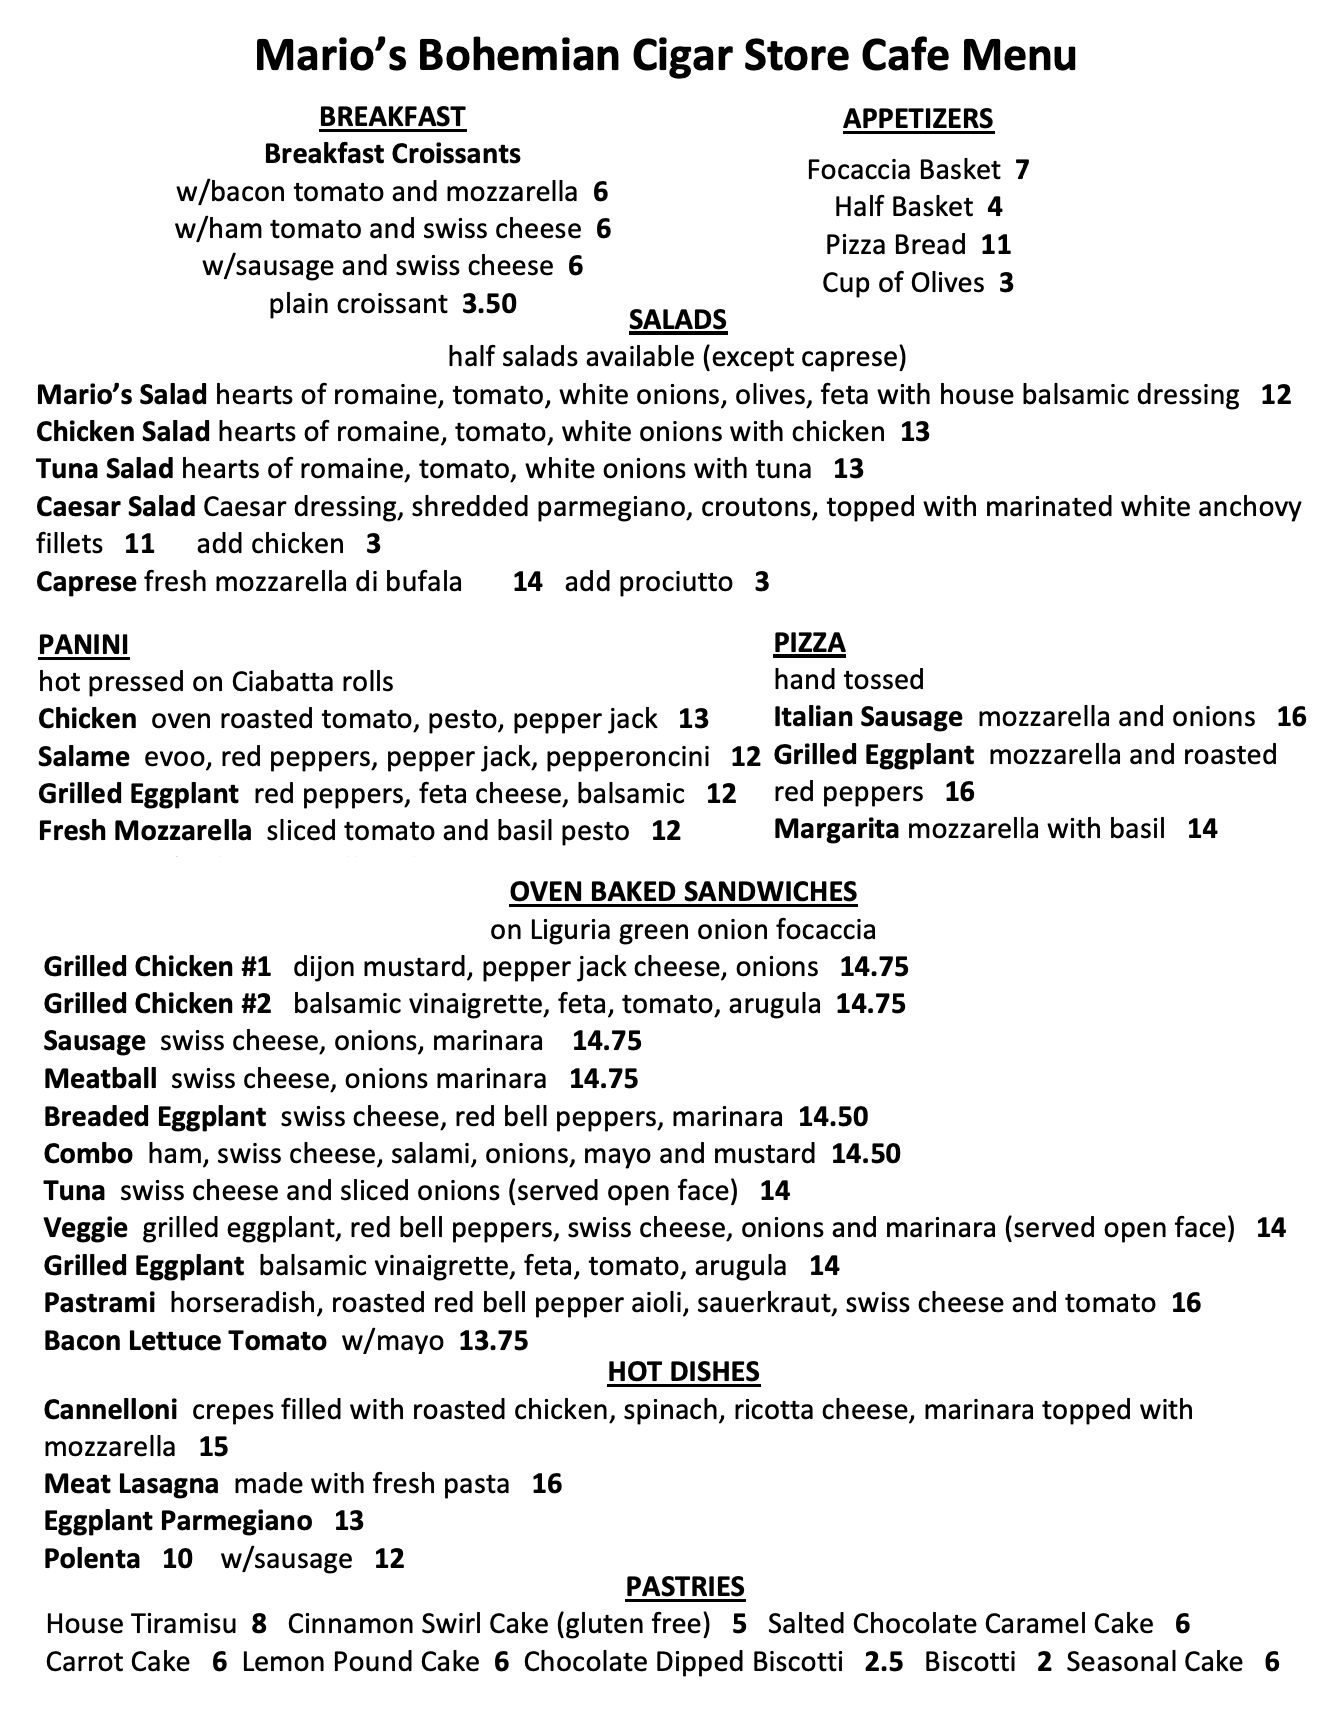 Mario’s Bohemian Cigar Store Cafe Menu
BREAKFAST
Breakfast Croissants
w/bacon tomato and mozzarella 6
w/ham tomato and swiss cheese 6
w/sausage and swiss cheese 6
plain croissant 3.50
APPETIZERS
Focaccia Basket 7
Half Basket 4
Pizza Bread 11
Cup of Olives 3
SALADS
half salads available (except caprese)
Mario’s Salad hearts of romaine, tomato, white onions, olives, feta with house balsamic dressing 12
Chicken Salad hearts of romaine, tomato, white onions with chicken 13
Tuna Salad hearts of romaine, tomato, white onions with tuna 13
Caesar Salad Caesar dressing, shredded parmegiano, croutons, topped with marinated white anchovy
fillets 11 add chicken 3
Caprese fresh mozzarella di bufala 14 add prociutto 3
PANINI
hot pressed on Ciabatta rolls
Chicken oven roasted tomato, pesto, pepper jack 13
Salame evoo, red peppers, pepper jack, pepperoncini 12
Grilled Eggplant red peppers, feta cheese, balsamic 12
Fresh Mozzarella sliced tomato and basil pesto 12
PIZZA
hand tossed
Italian Sausage mozzarella and onions 16
Grilled Eggplant mozzarella and roasted
red peppers 16
Margarita mozzarella with basil 14
OVEN BAKED SANDWICHES
on Liguria green onion focaccia
Grilled Chicken #1 dijon mustard, pepper jack cheese, onions 14.75
Grilled Chicken #2 balsamic vinaigrette, feta, tomato, arugula 14.75
Sausage swiss cheese, onions, marinara 14.75
Meatball swiss cheese, onions marinara 14.75
Breaded Eggplant swiss cheese, red bell peppers, marinara 14.50
Combo ham, swiss cheese, salami, onions, mayo and mustard 14.50
Tuna swiss cheese and sliced onions (served open face) 14
Veggie grilled eggplant, red bell peppers, swiss cheese, onions and marinara (served open face) 14
Grilled Eggplant balsamic vinaigrette, feta, tomato, arugula 14
Pastrami horseradish, roasted red bell pepper aioli, sauerkraut, swiss cheese and tomato 16
Bacon Lettuce Tomato w/mayo 13.75
HOT DISHES
Cannelloni crepes filled with roasted chicken, spinach, ricotta cheese, marinara topped with
mozzarella 15
Meat Lasagna made with fresh pasta 16
Eggplant Parmegiano 13
Polenta 10 w/sausage 12
PASTRIES
House Tiramisu 8 Cinnamon Swirl Cake (gluten free) 5 Salted Chocolate Caramel Cake 6
Carrot Cake 6 Lemon Pound Cake 6 Chocolate Dipped Biscotti 2.5 Biscotti 2 Seasonal Cake 6